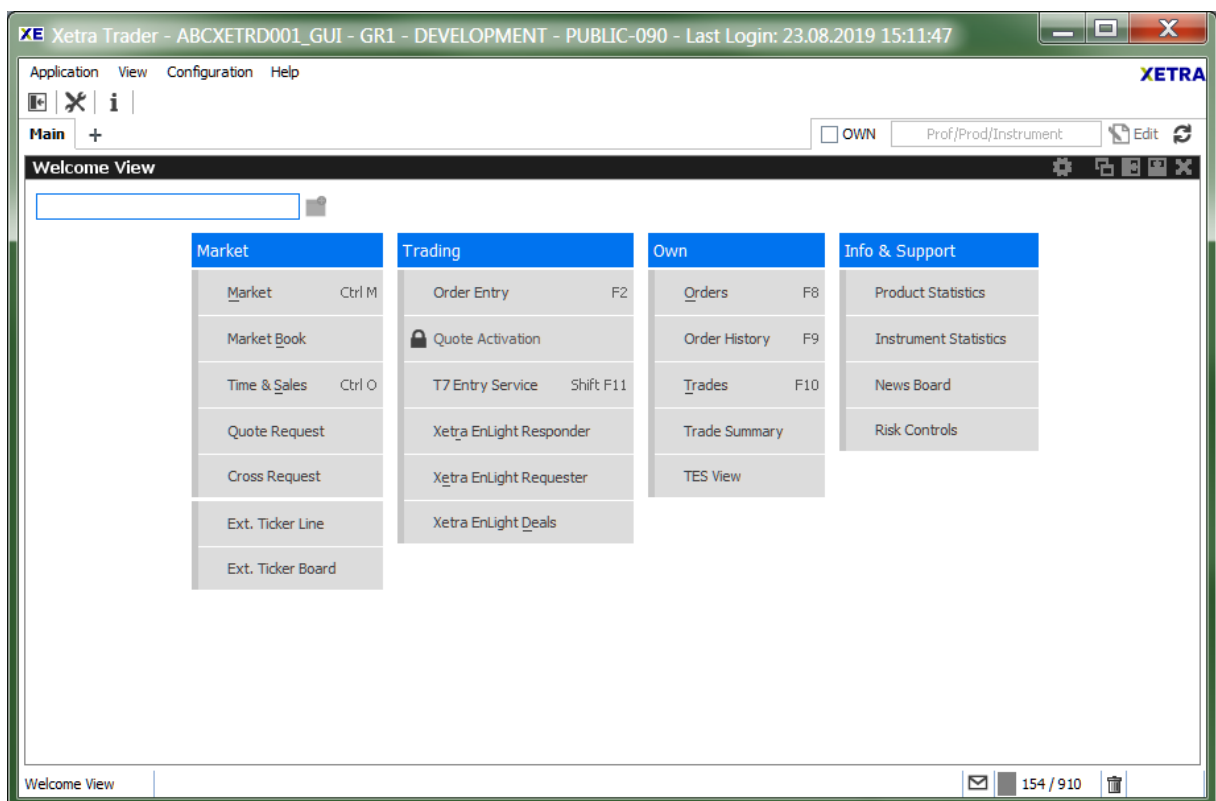 XE Xetra Trader - ABCXETRD001_GUI - GR1 - DEVELOPMENT - PUBLIC-090 - Last Login: 23.08.2019 15:11:47
Application View Configuration Help
XETRA
i
Main +
OWN Prof/Prod/Instrument Edit
Welcome View
Market
Market Ctrl M
Market Book
Time & Sales Ctrl O
Quote Request
Cross Request
Ext. Ticker Line
Ext. Ticker Board
Trading
Order Entry F2
Quote Activation
T7 Entry Service Shift F11
Xetra EnLight Responder
Xetra EnLight Requester
Xetra EnLight Deals
Own
Orders F8
Order History F9
Trades F10
Trade Summary
TES View
Info & Support
Product Statistics
Instrument Statistics
News Board
Risk Controls
Welcome View
154 / 910